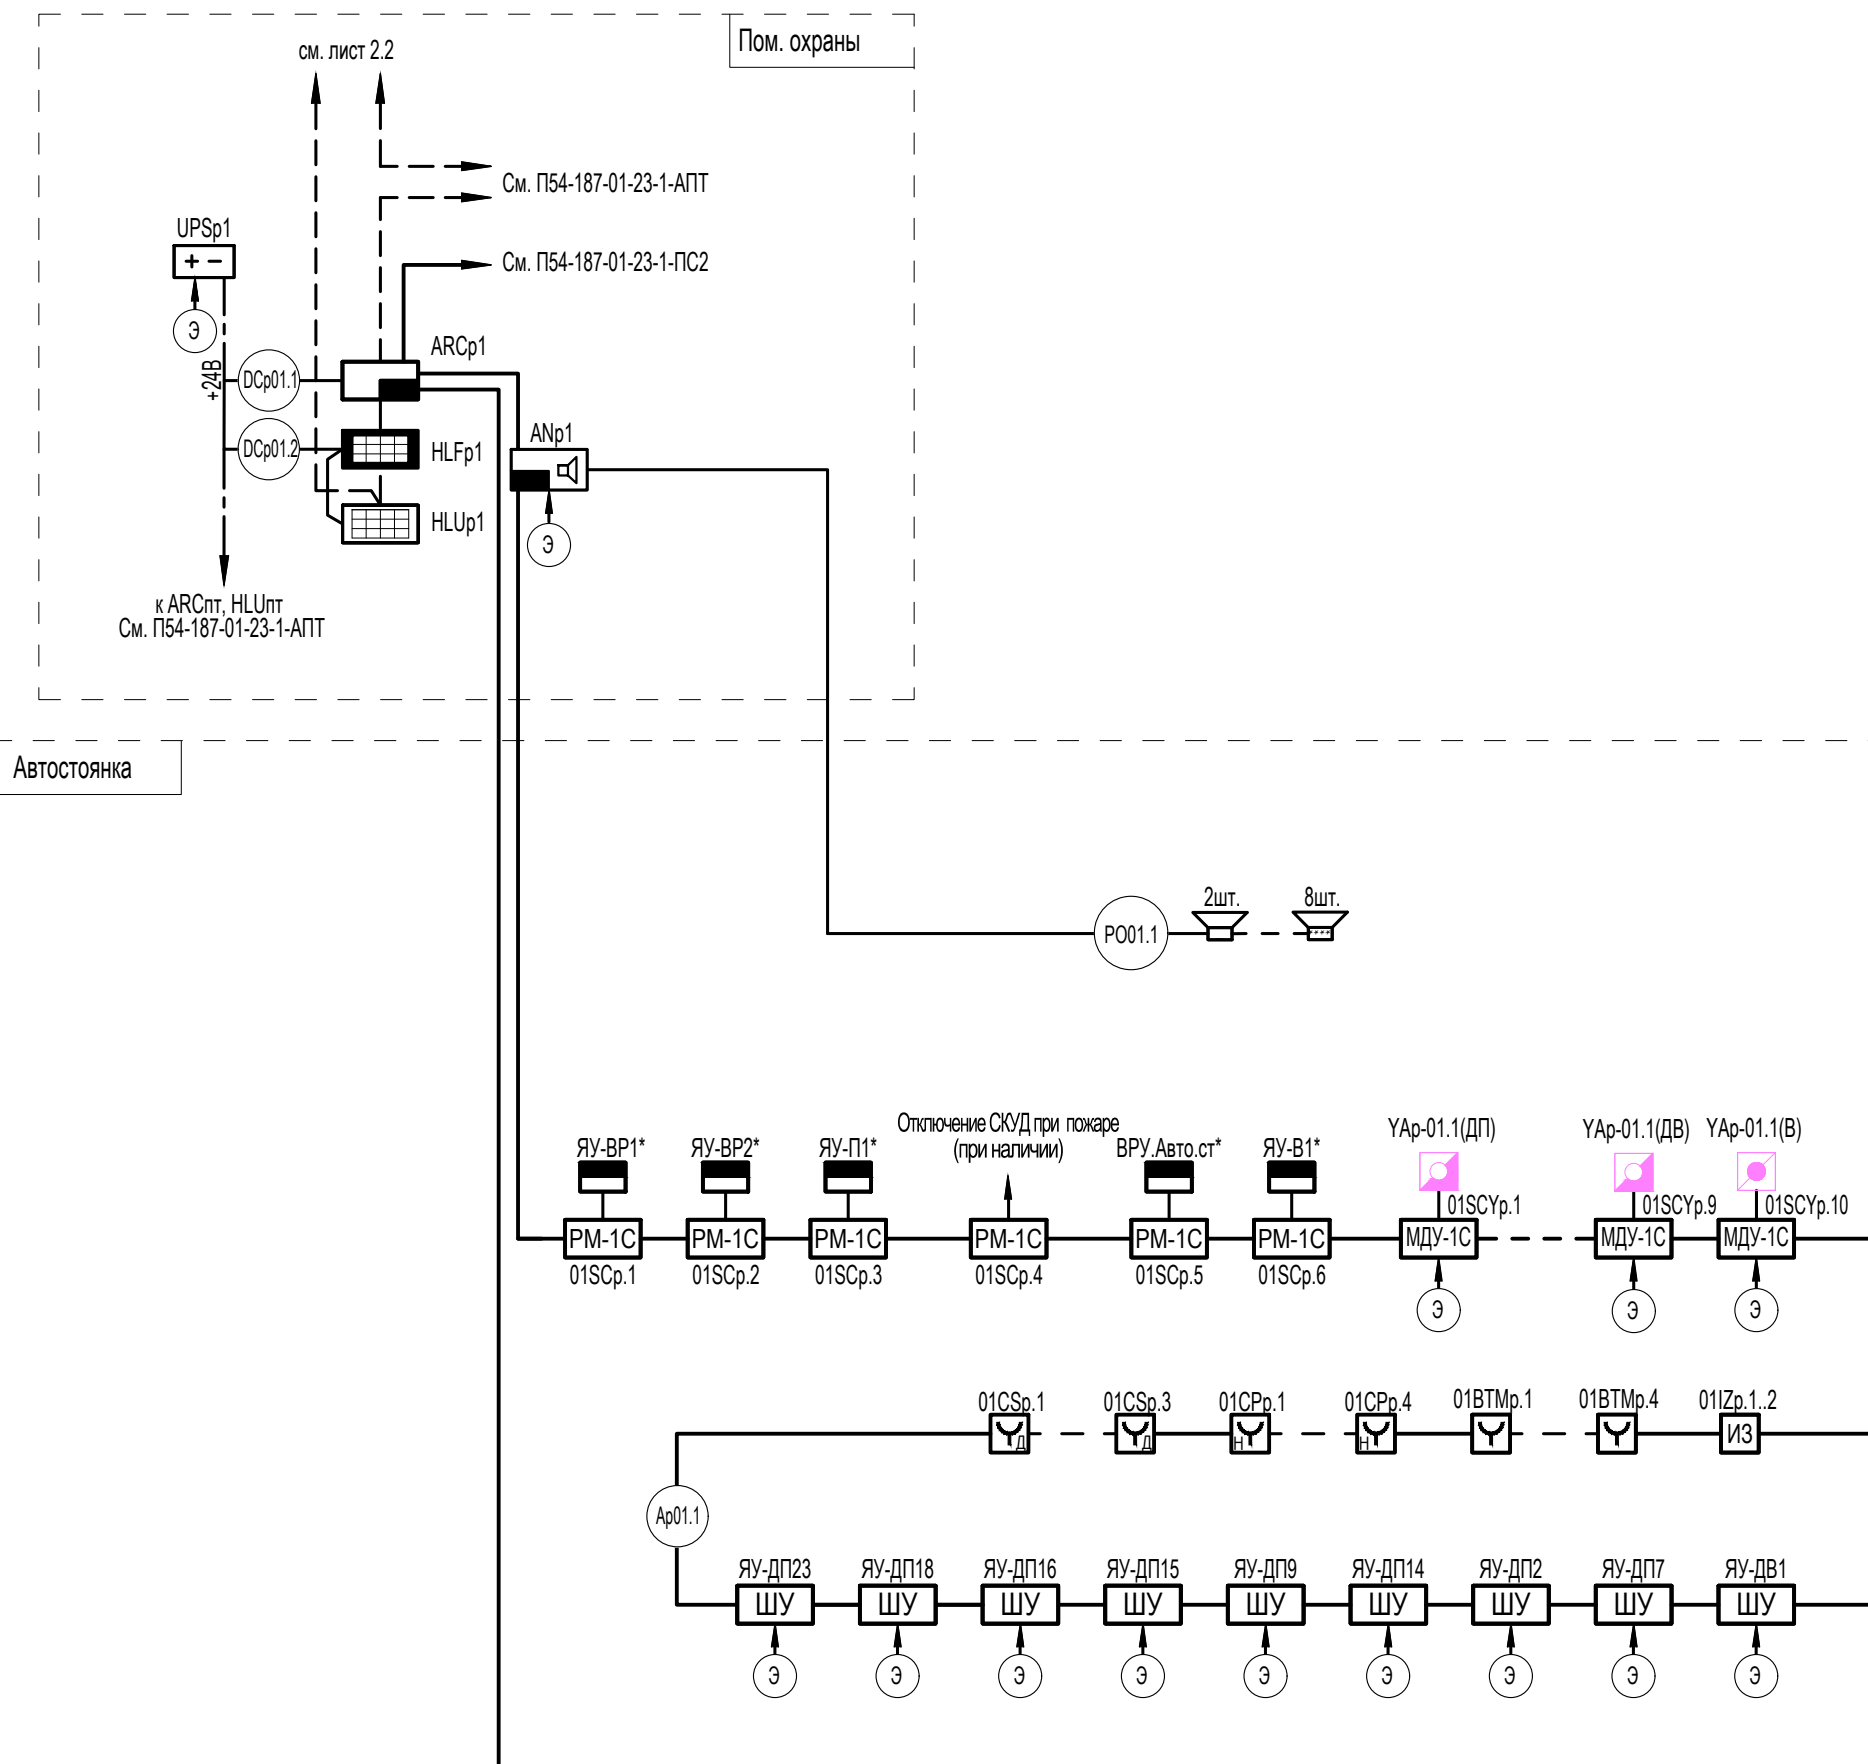 Пом. охраны
см. лист 2.2
См. П54-187-01-23-1-АПТ
UPSp1
+ −
См. П54-187-01-23-1-ПС2
Э
ARCp1
+24В
DCp01.1
DCp01.2
HLFp1
ANp1
HLUp1
Э
к ARCпт, HLUпт
См. П54-187-01-23-1-АПТ
Автостоянка
2шт.
8шт.
PO01.1
Отключение СКУД при пожаре
(при наличии)
ЯУ-ВР1*
ЯУ-ВР2*
ЯУ-П1*
ВРУ.Авто.ст*
ЯУ-В1*
YAp-01.1(ДП)
YAp-01.1(ДВ)
YAp-01.1(В)
01SCYp.1
01SCYp.9
01SCYp.10
РМ-1С
РМ-1С
РМ-1С
РМ-1С
РМ-1С
РМ-1С
МДУ-1С
МДУ-1С
МДУ-1С
01SCp.1
01SCp.2
01SCp.3
01SCp.4
01SCp.5
01SCp.6
Э
Э
Э
01CSp.1
01CSp.3
01CPp.1
01CPp.4
01BTMp.1
01BTMp.4
01IZp.1..2
Д
Д
Н
Н
ИЗ
Ap01.1
ЯУ-ДП23
ЯУ-ДП18
ЯУ-ДП16
ЯУ-ДП15
ЯУ-ДП9
ЯУ-ДП14
ЯУ-ДП2
ЯУ-ДП7
ЯУ-ДВ1
ШУ
ШУ
ШУ
ШУ
ШУ
ШУ
ШУ
ШУ
ШУ
Э
Э
Э
Э
Э
Э
Э
Э
Э